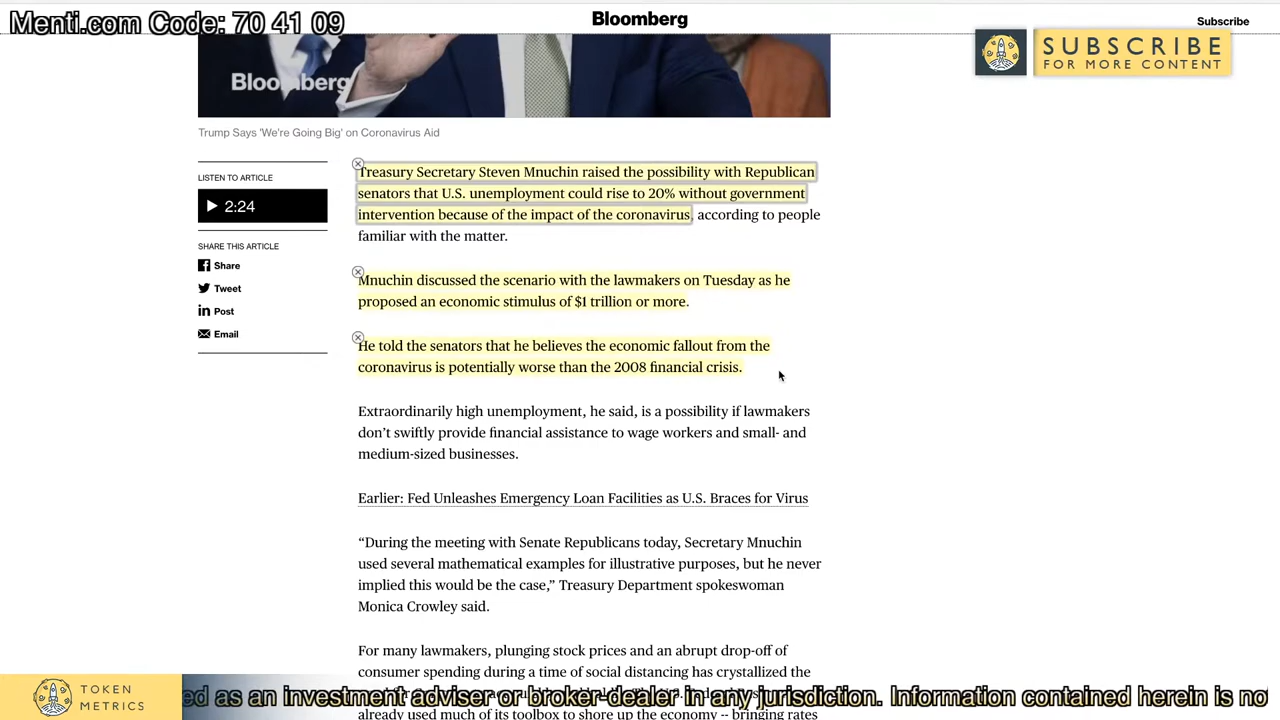 Menti.com Code: 70 41 09
Bloomberg
Subscribe
SUBSCRIBE
FOR MORE CONTENT
Bloomberg
Trump Says 'We're Going Big' on Coronavirus Aid
LISTEN TO ARTICLE
2:24
SHARE THIS ARTICLE
Share
Tweet
Post
Email
Treasury Secretary Steven Mnuchin raised the possibility with Republican
senators that U.S. unemployment could rise to 20% without government
intervention because of the impact of the coronavirus, according to people
familiar with the matter.
Mnuchin discussed the scenario with the lawmakers on Tuesday as he
proposed an economic stimulus of $1 trillion or more.
He told the senators that he believes the economic fallout from the
coronavirus is potentially worse than the 2008 financial crisis.
Extraordinarily high unemployment, he said, is a possibility if lawmakers
don't swiftly provide financial assistance to wage workers and small- and
medium-sized businesses.
Earlier: Fed Unleashes Emergency Loan Facilities as U.S. Braces for Virus
“During the meeting with Senate Republicans today, Secretary Mnuchin
used several mathematical examples for illustrative purposes, but he never
implied this would be the case,” Treasury Department spokeswoman
Monica Crowley said.
For many lawmakers, plunging stock prices and an abrupt drop-off of
consumer spending during a time of social distancing has crystallized the
already used much of its toolbox to shore up the economy -- bringing rates
TOKEN
METRICS
ed as an investment adviser or broker-dealer in any jurisdiction. Information contained herein is no